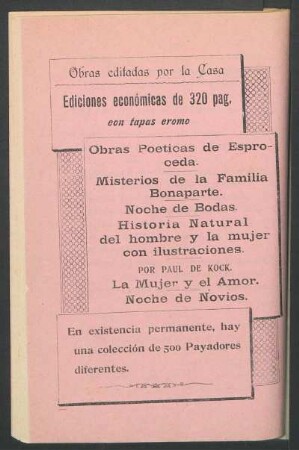 Obras editadas por la Casa
Ediciones económicas de 320 pag.
con tapas cromo
Obras Poeticas de Espro-
ceda.
Misterios de la Familia
Bonaparte.
Noche de Bodas.
Historia Natural
del hombre y la mujer
con ilustraciones.
POR PAUL DE KOCK.
La Mujer y el Amor.
Noche de Novios.
En existencia permanente, hay
una colección de 500 Payadores
diferentes.